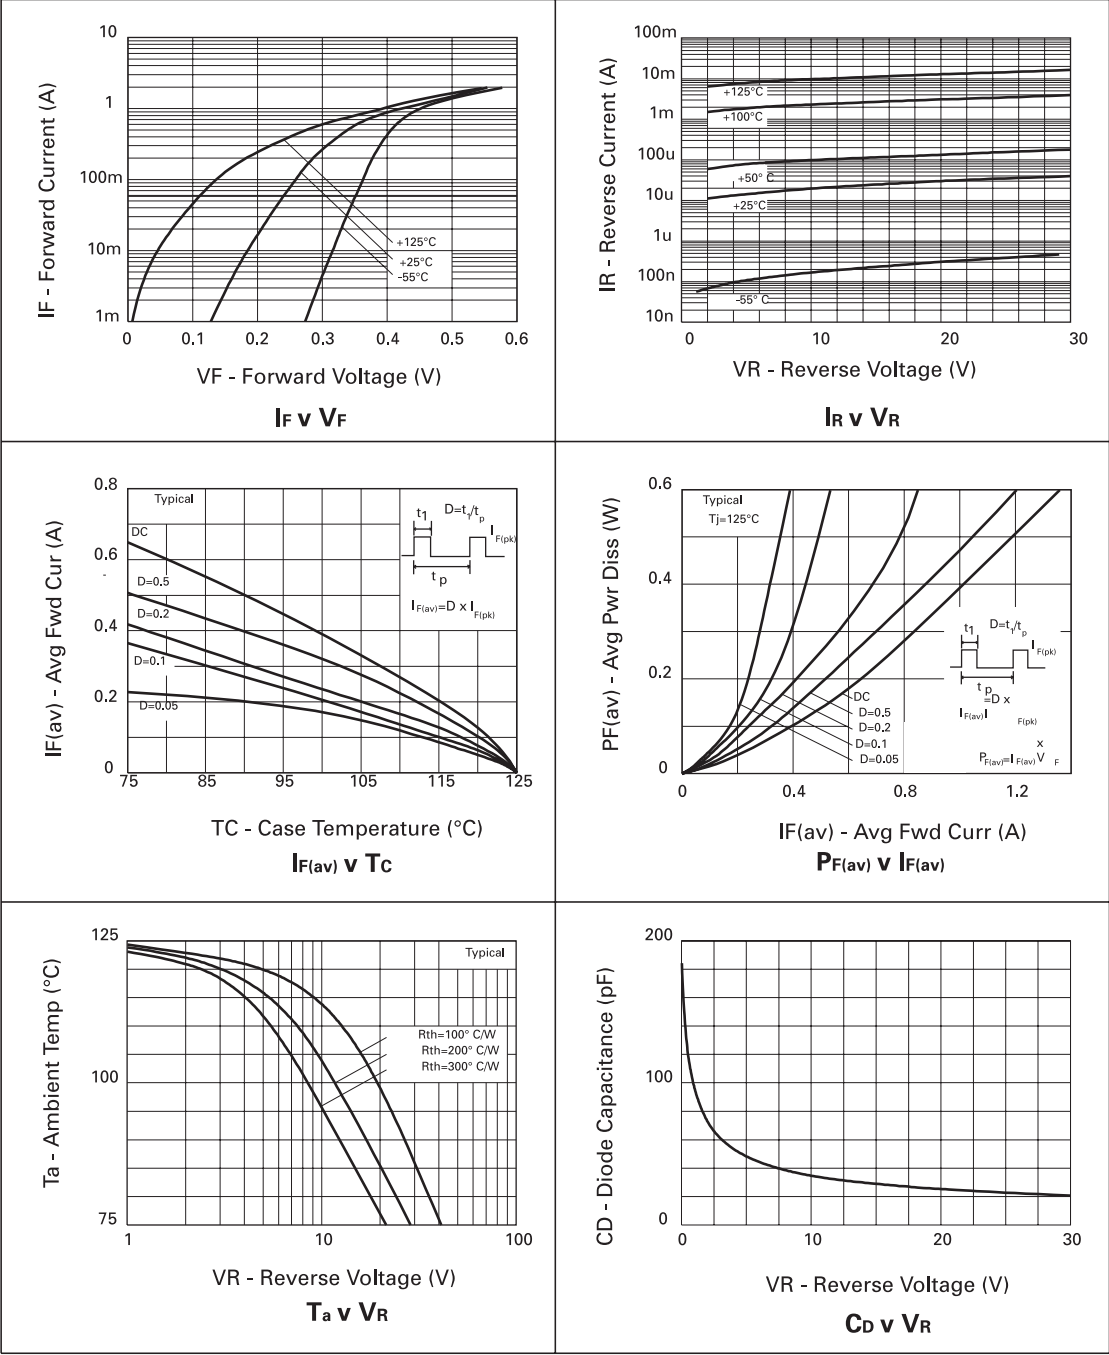 IF - Forward Current (A)
10
1
100m
10m
1m
+125°C
+25°C
-55°C
0 0.1 0.2 0.3 0.4 0.5 0.6
VF - Forward Voltage (V)
IF v VF
IR - Reverse Current (A)
100m
10m
1m
100u
10u
1u
100n
10n
+125°C
+100°C
+50° C
+25°C
-55° C
0 10 20 30
VR - Reverse Voltage (V)
IR v VR
IF(av) - Avg Fwd Cur (A)
0.8
0.6
0.4
0.2
0
Typical
DC
D=0.5
D=0.2
D=0.1
D=0.05
t1 D=t1/tp
IF(pk)
tp
IF(av)=D x IF(pk)
75 85 95 105 115 125
TC - Case Temperature (°C)
IF(av) v TC
PF(av) - Avg Pwr Diss (W)
0.6
0.4
0.2
0
Typical
Tj=125°C
t1 D=t1/tp
IF(pk)
tp
=D x
IF(av)I
F(pk)
x
PF(av)=IF(av) V F
DC
D=0.5
D=0.2
D=0.1
D=0.05
0 0.4 0.8 1.2
IF(av) - Avg Fwd Curr (A)
PF(av) v IF(av)
Ta - Ambient Temp (°C)
125
100
75
Typical
Rth=100° C/W
Rth=200° C/W
Rth=300° C/W
1 10 100
VR - Reverse Voltage (V)
Ta v VR
CD - Diode Capacitance (pF)
200
100
0
0 10 20 30
VR - Reverse Voltage (V)
CD v VR